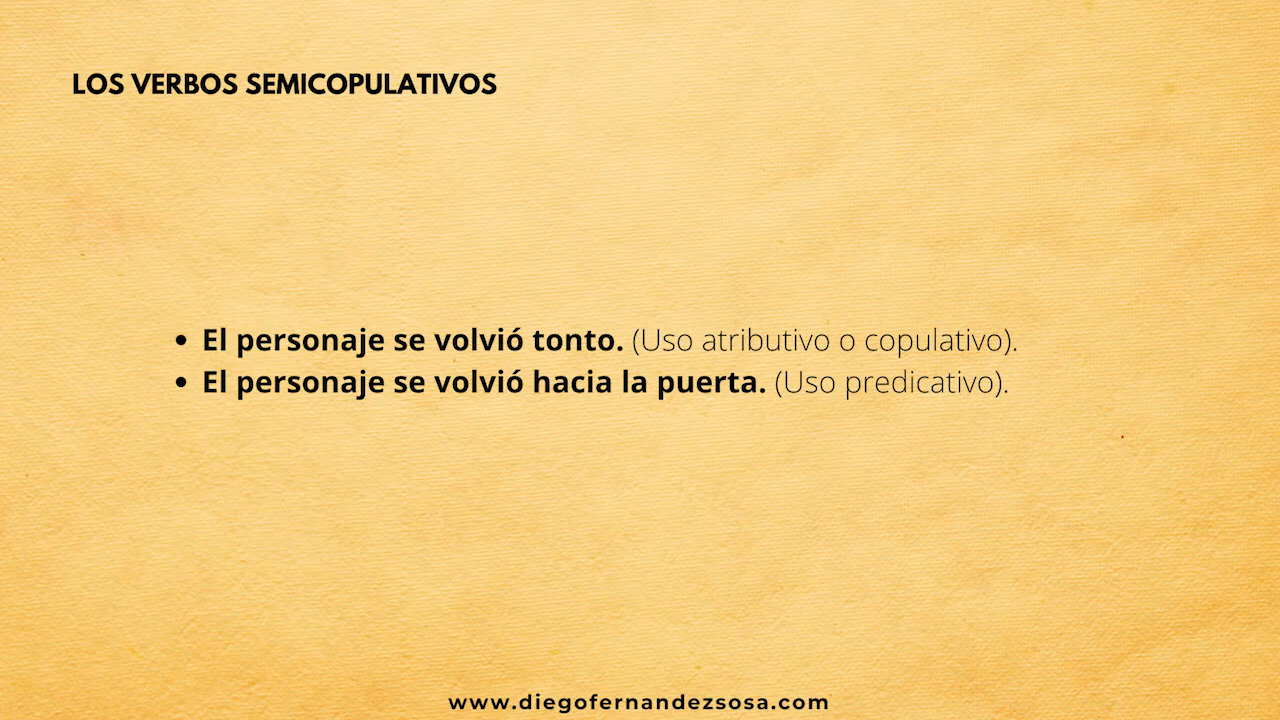 LOS VERBOS SEMICOPULATIVOS
• El personaje se volvió tonto. (Uso atributivo o copulativo).
• El personaje se volvió hacia la puerta. (Uso predicativo).
www.diegofernandezsosa.com